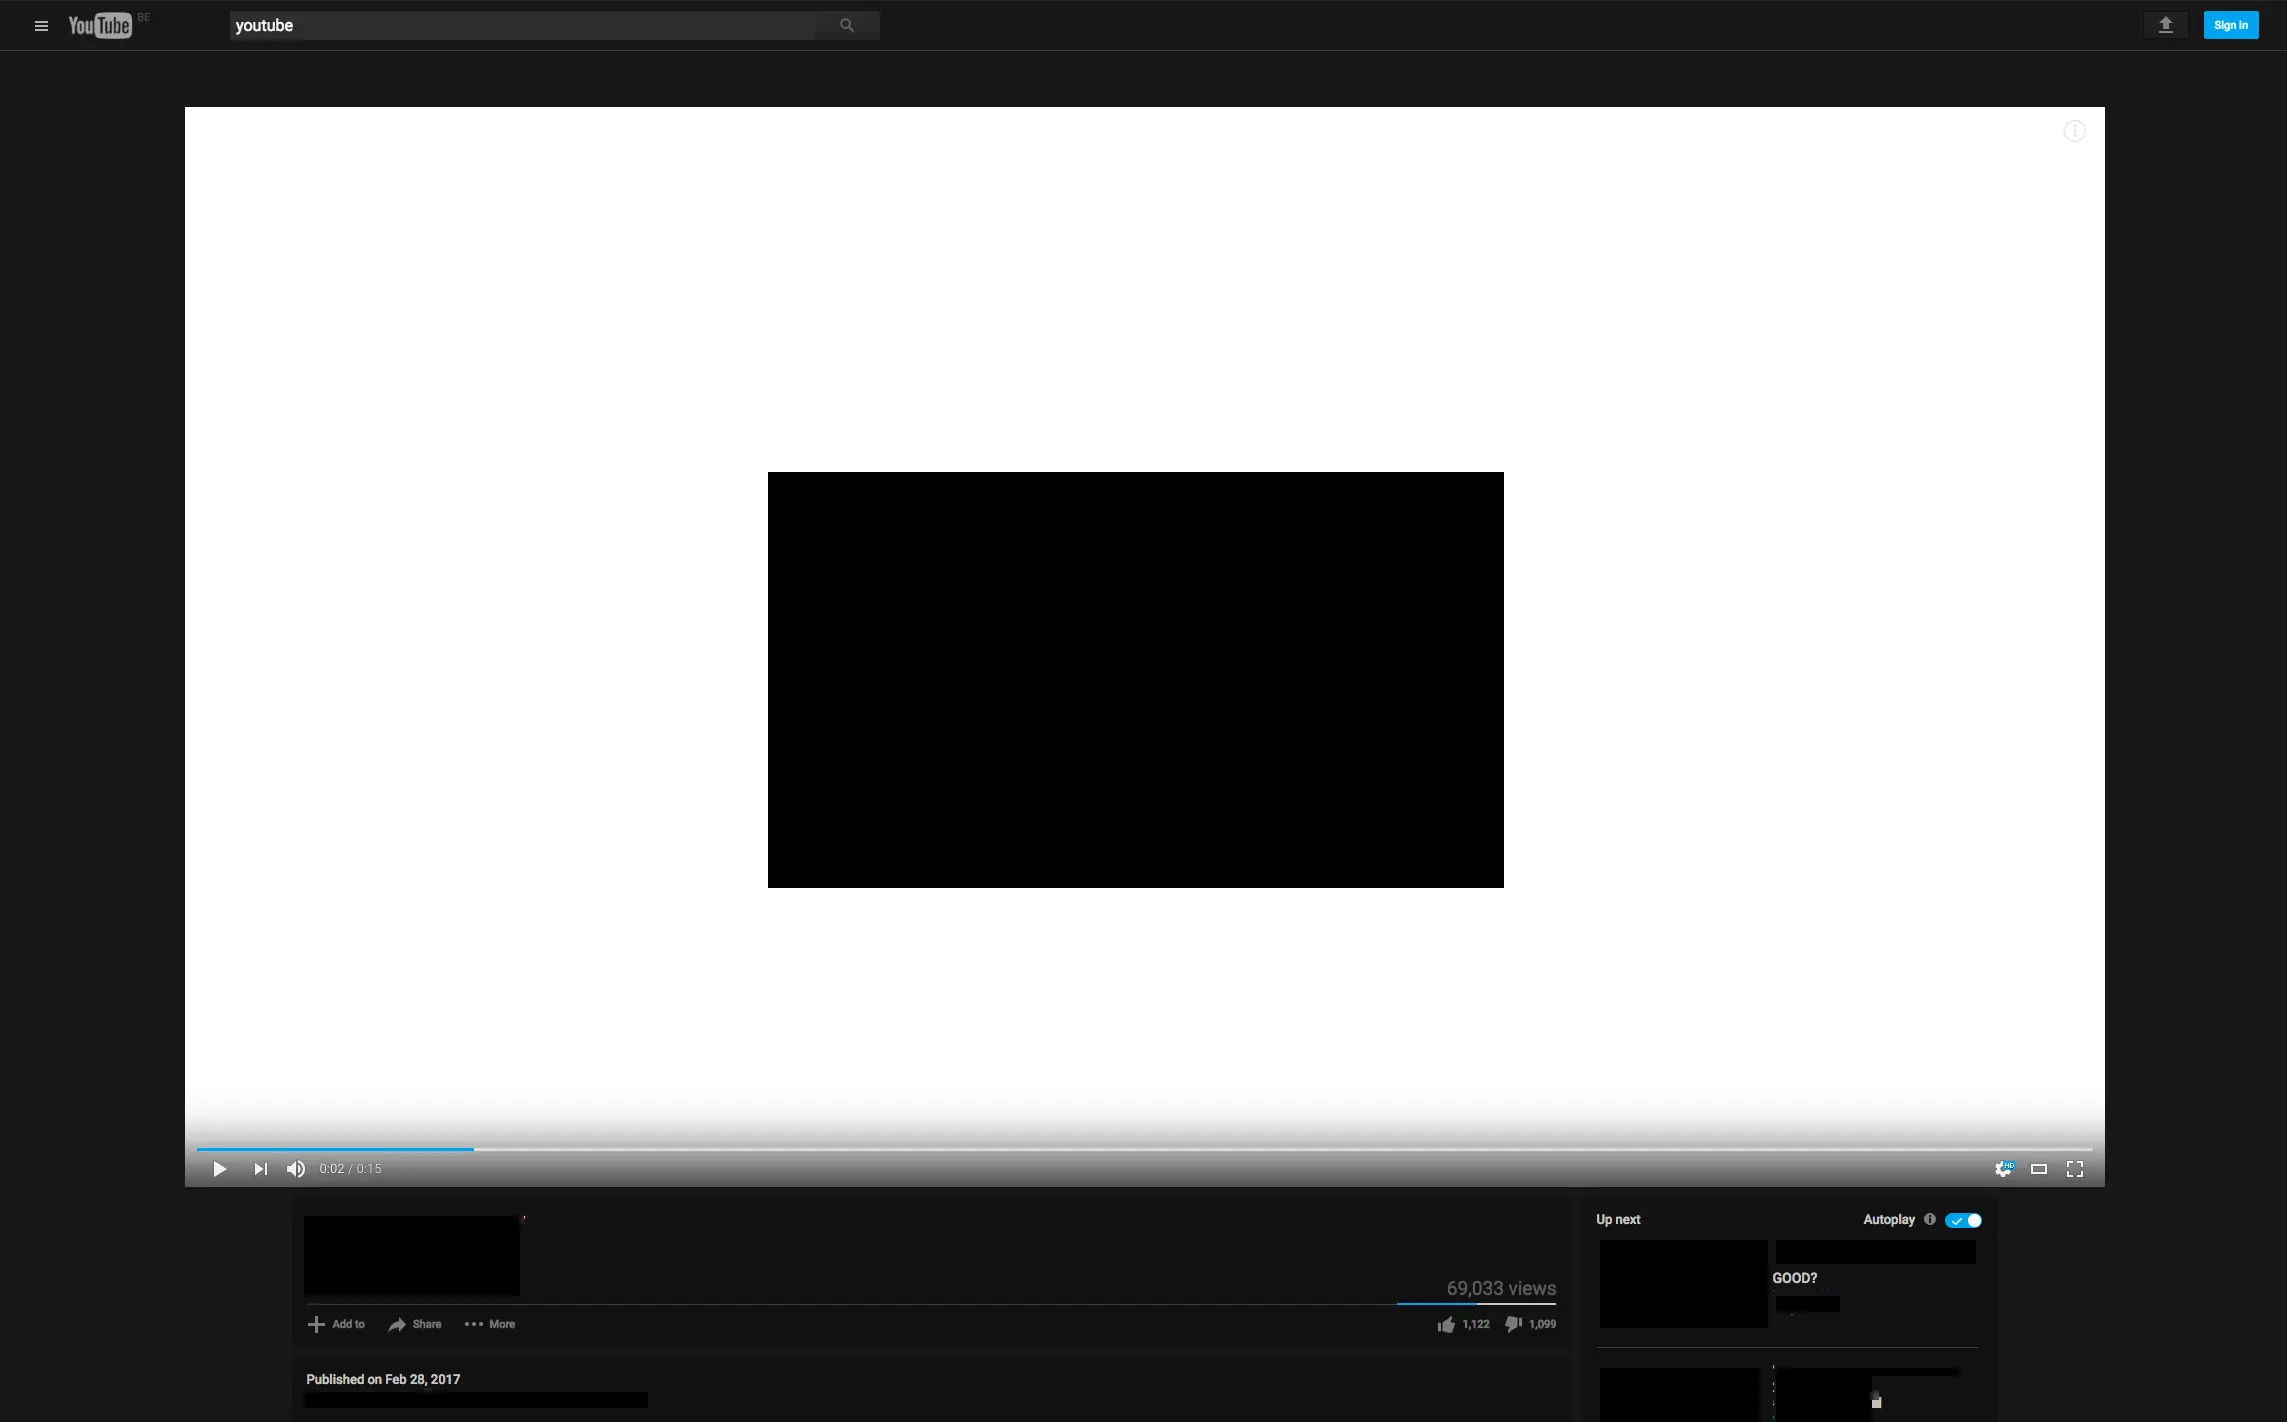 YouTube BE
youtube
Sign in
0:02 / 0:15
HD
69,033 views
Add to
Share
More
1,122
1,099
Published on Feb 28, 2017
Up next
Autoplay
GOOD?